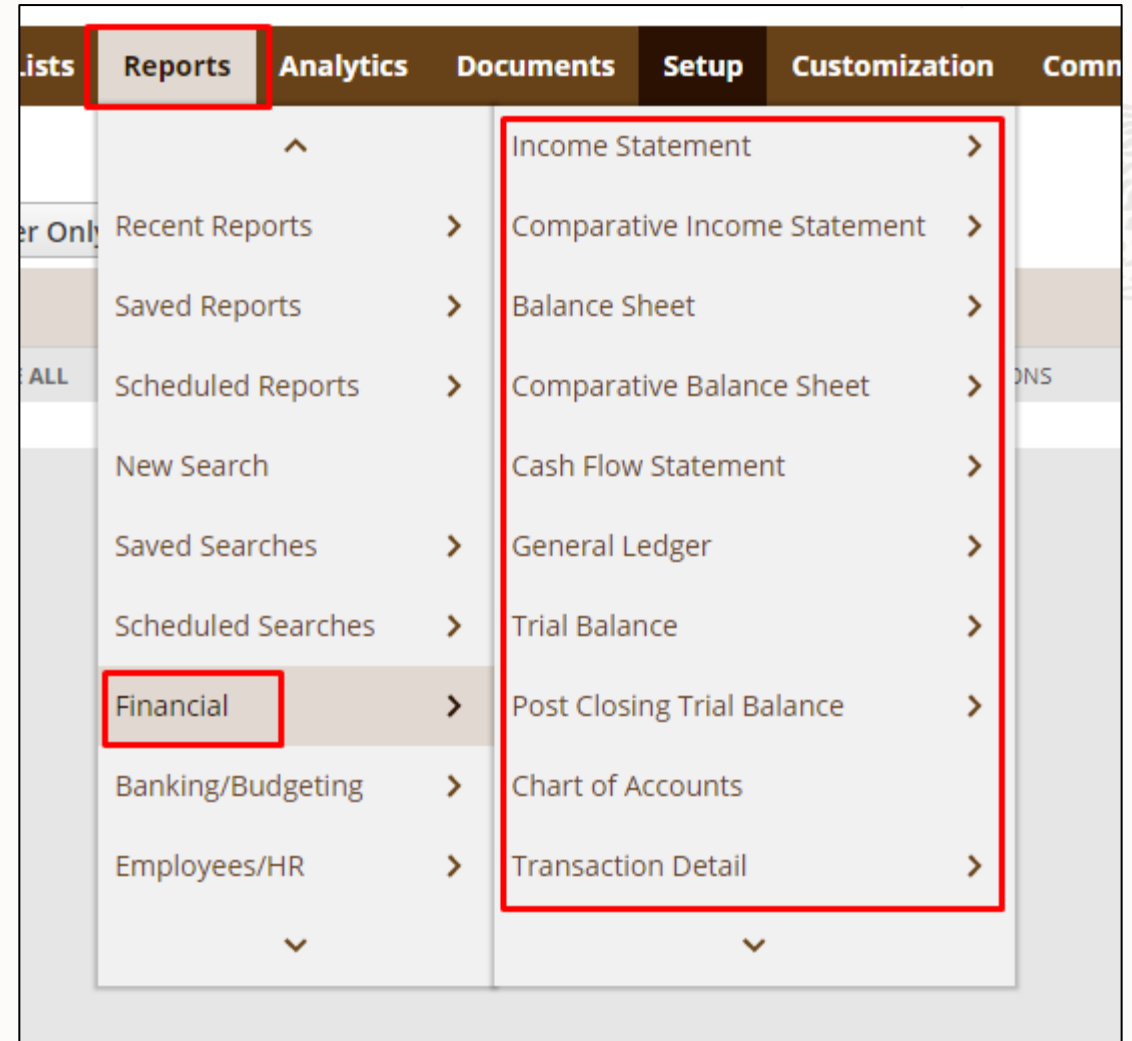 Reports Analytics Documents Setup Customization
Recent Reports
Saved Reports
Scheduled Reports
New Search
Saved Searches
Scheduled Searches
Financial
Banking/Budgeting
Employees/HR
Income Statement
Comparative Income Statement
Balance Sheet
Comparative Balance Sheet
Cash Flow Statement
General Ledger
Trial Balance
Post Closing Trial Balance
Chart of Accounts
Transaction Detail
ALL